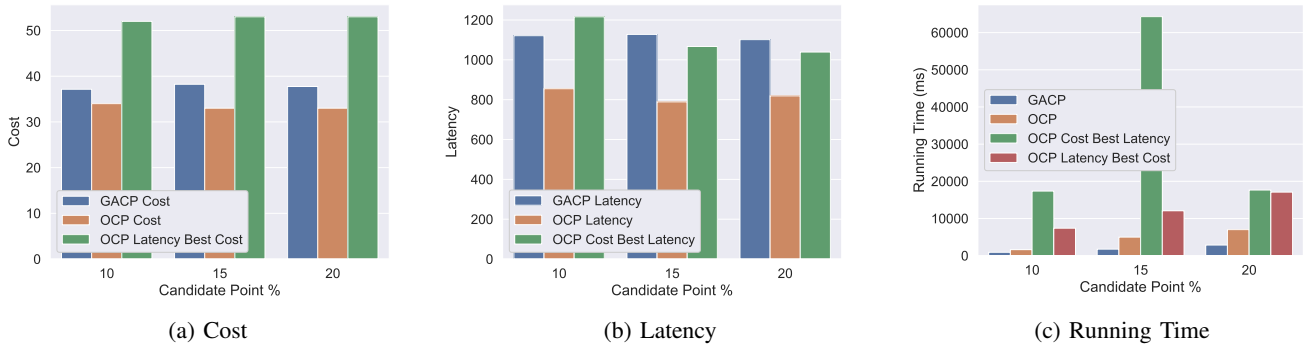 50
40
30
20
10
0
Cost
GACP Cost
OCP Cost
OCP Latency Best Cost
10 15 20
Candidate Point %
(a) Cost
1200
1000
800
600
400
200
0
Latency
GACP Latency
OCP Latency
OCP Cost Best Latency
10 15 20
Candidate Point %
(b) Latency
60000
50000
40000
30000
20000
10000
0
Running Time (ms)
GACP
OCP
OCP Cost Best Latency
OCP Latency Best Cost
10 15 20
Candidate Point %
(c) Running Time